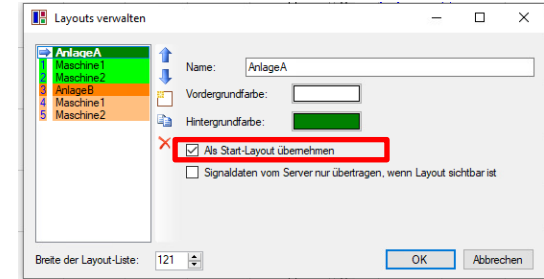 Layouts verwalten
AnlageA
1 Maschine1
2 Maschine2
3 AnlageB
4 Maschine1
5 Maschine2
Name: AnlageA
Vordergrundfarbe:
Hintergrundfarbe:
Als Start-Layout übernehmen
Signaldaten vom Server nur übertragen, wenn Layout sichtbar ist
Breite der Layout-Liste: 121
OK Abbrechen